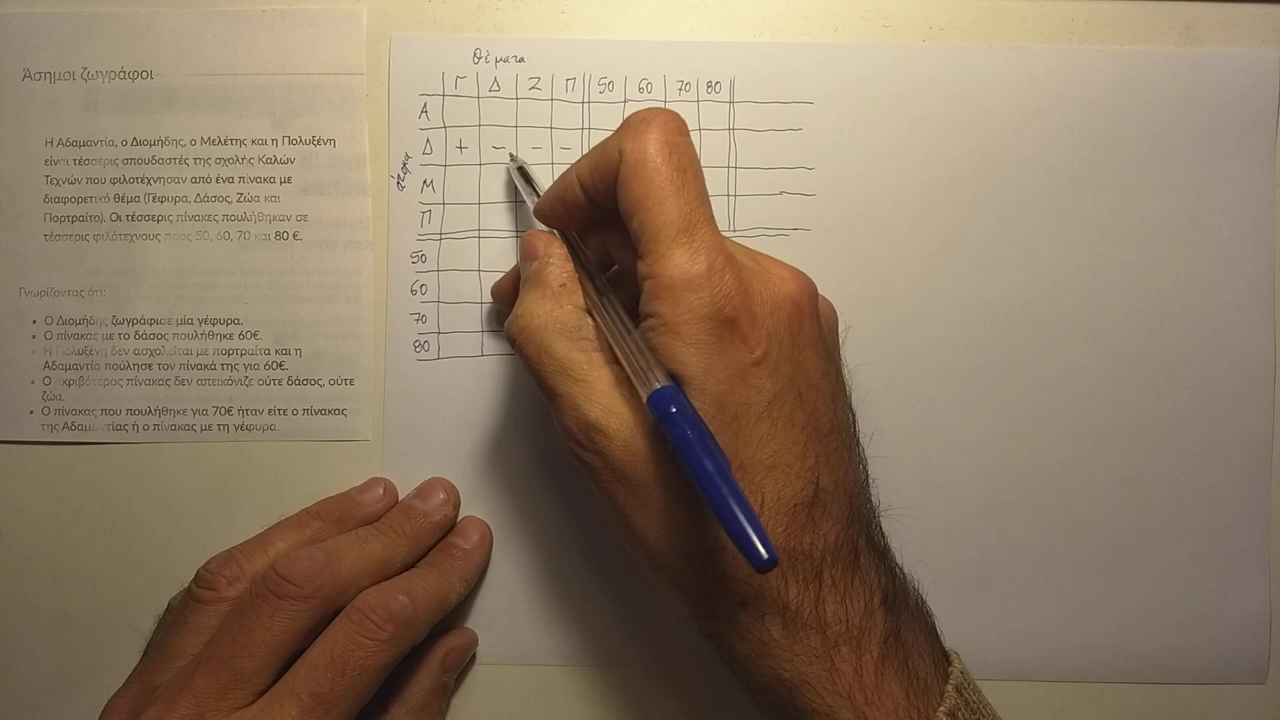 Άσημοι ζωγράφοι
Η Αδαμαντία, ο Διομήδης, ο Μελέτης και η Πολυξένη
είναι τέσσερις σπουδαστές της σχολής Καλών
Τεχνών που φιλοτέχνησαν από ένα πίνακα με
διαφορετικό θέμα (Γέφυρα, Δάσος, Ζώα και
Πορτραίτο). Οι τέσσερις πίνακες πουλήθηκαν σε
τέσσερις φιλότεχνους προς 50, 60, 70 και 80 €.
Γνωρίζοντας ότι:
▪ Ο Διομήδης ζωγράφισε μία γέφυρα.
▪ Ο πίνακας με το δάσος πουλήθηκε 60€.
▪ Η Πολυξένη δεν ασχολείται με πορτραίτα και η
Αδαμαντία πούλησε τον πίνακά της για 60€.
▪ Ο ακριβότερος πίνακας δεν απεικόνιζε ούτε δάσος, ούτε
ζώα.
▪ Ο πίνακας που πουλήθηκε για 70€ ήταν είτε ο πίνακας
της Αδαμαντίας ή ο πίνακας με τη γέφυρα.
Θέματα
Γ Δ Ζ Π 50 60 70 80
Α
Δ + - - -
Μ
Π
άτομα
50
60
70
80